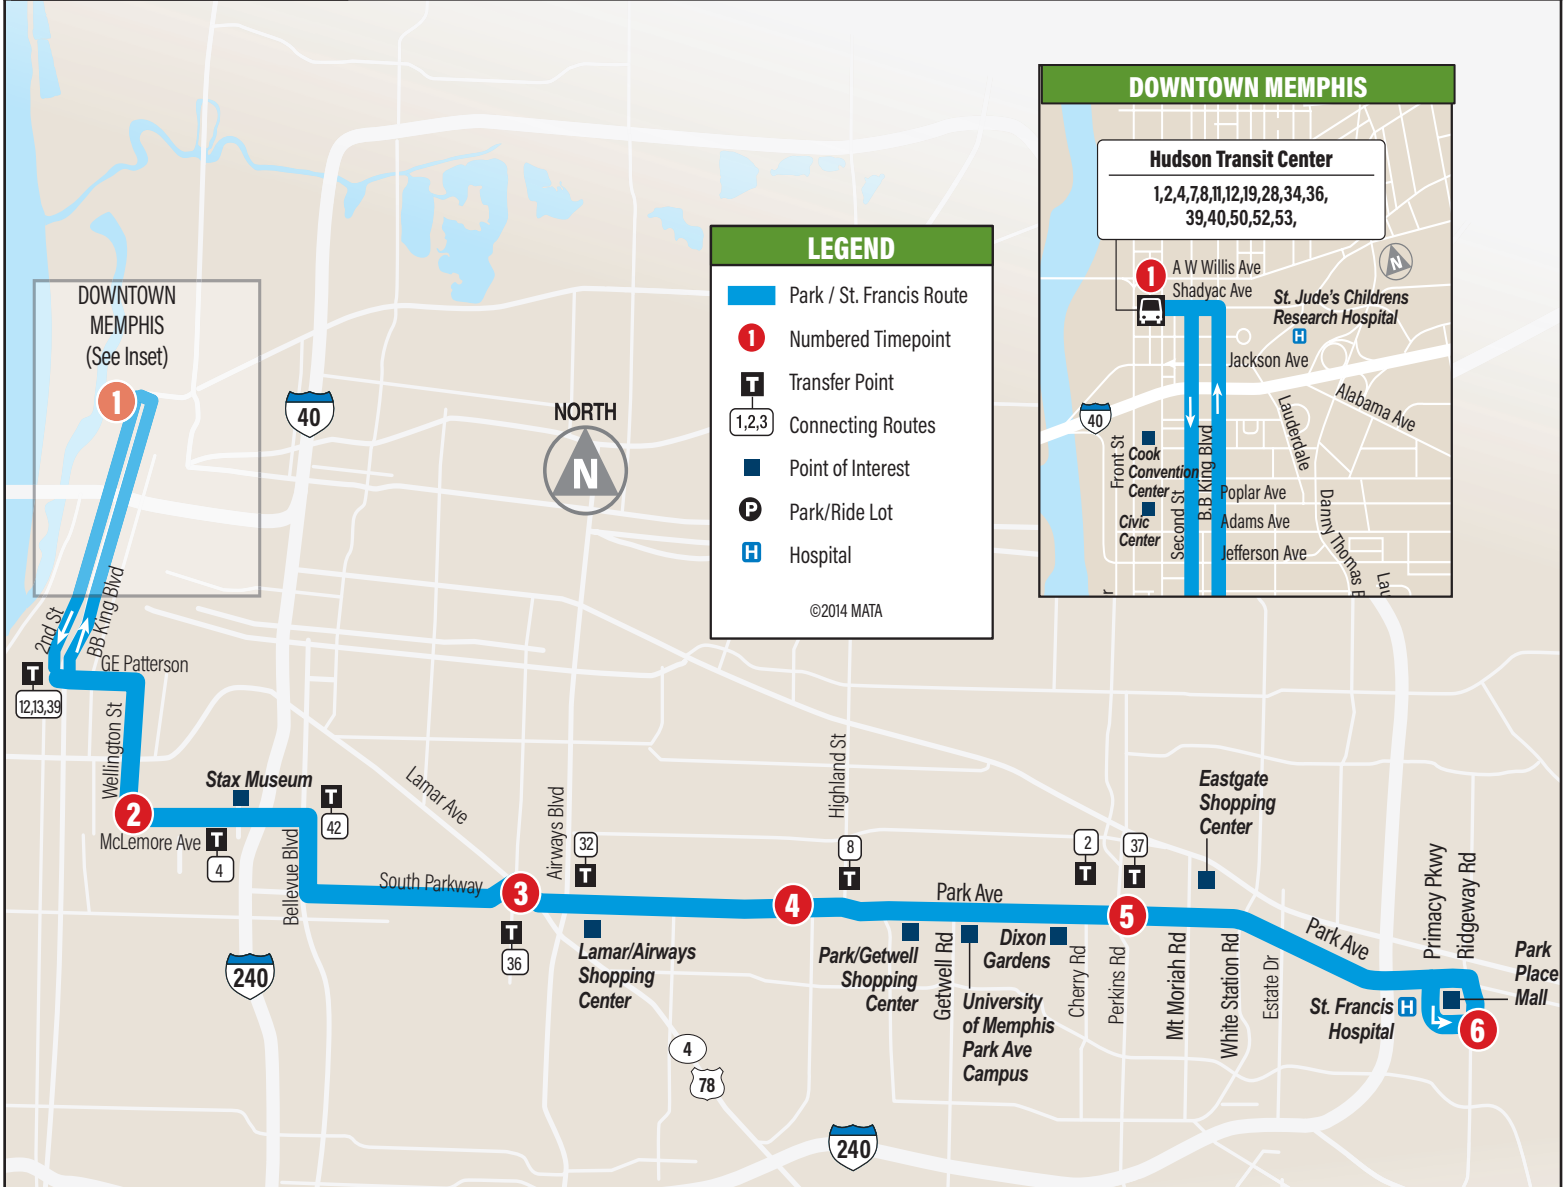 DOWNTOWN
MEMPHIS
(See Inset)
1
40
NORTH
N
LEGEND
Park / St. Francis Route
1
Numbered Timepoint
T
Transfer Point
1,2,3
Connecting Routes
Point of Interest
P
Park/Ride Lot
H
Hospital
©2014 MATA
DOWNTOWN MEMPHIS
Hudson Transit Center
1,2,4,7,8,11,12,19,28,34,36,
39,40,50,52,53,
N
1
A W Willis Ave
Shadyac Ave
St. Jude's Childrens
Research Hospital
H
Jackson Ave
Alabama Ave
Lauderdale
40
Front St
Cook
Convention
Center
Civic
Center
Second St
B.B King Blvd
Poplar Ave
Adams Ave
Jefferson Ave
Danny Thomas B
Lau
r
2nd St
BB King Blvd
GE Patterson
T
12,13,39
Wellington St
2
Stax Museum
McLemore Ave
T
4
T
42
Bellevue Blvd
Lamar Ave
South Parkway
3
T
36
Airways Blvd
32
T
Lamar/Airways
Shopping
Center
240
4
78
240
4
Highland St
8
T
Park Ave
Park/Getwell
Shopping
Center
Getwell Rd
University
of Memphis
Park Ave
Campus
Dixon
Gardens
2
T
37
T
5
Cherry Rd
Perkins Rd
Mt Moriah Rd
White Station Rd
Estate Dr
Eastgate
Shopping
Center
Park Ave
Primacy Pkwy
Ridgeway Rd
Park
Place
Mall
St. Francis
Hospital
H
6